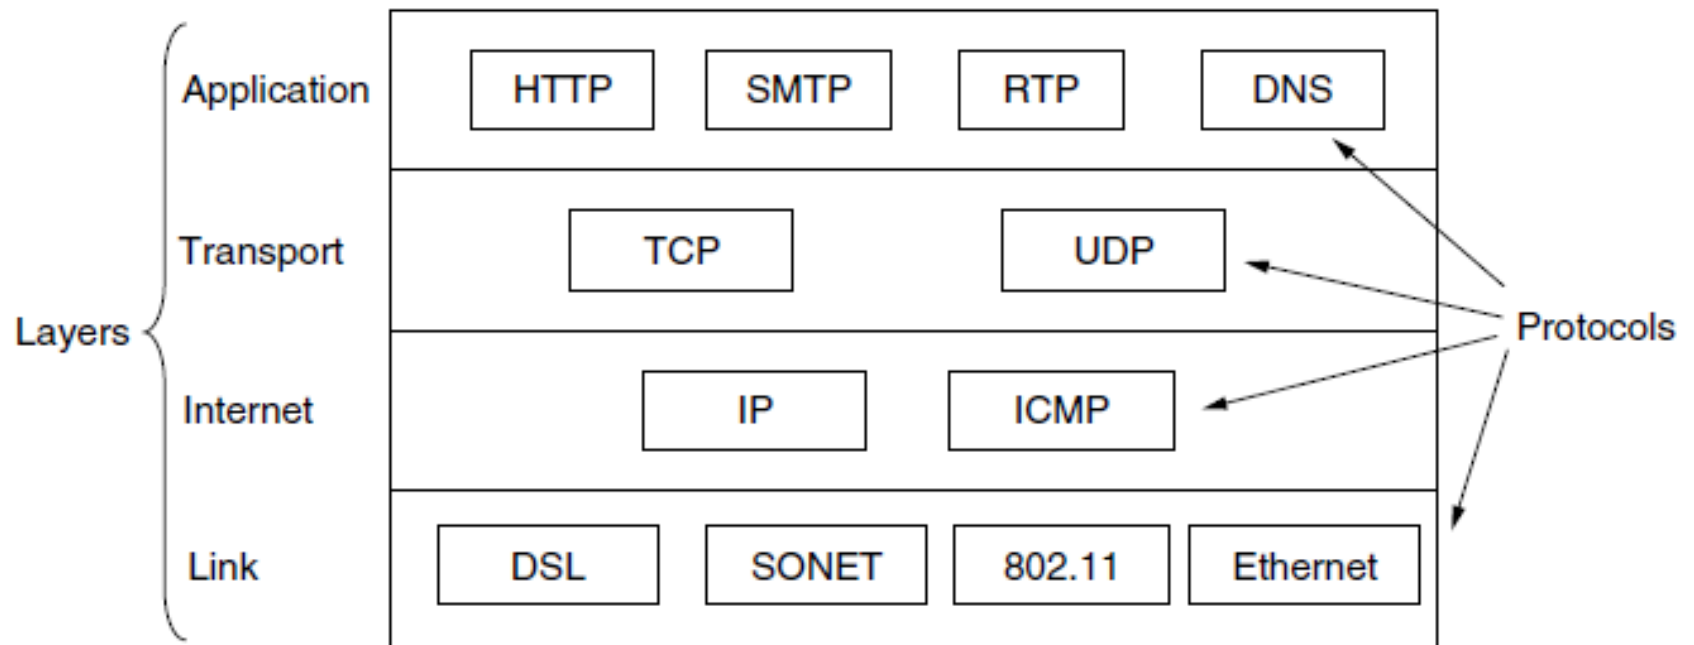 Application HTTP SMTP RTP DNS
Transport TCP UDP
Layers Protocols
Internet IP ICMP
Link DSL SONET 802.11 Ethernet